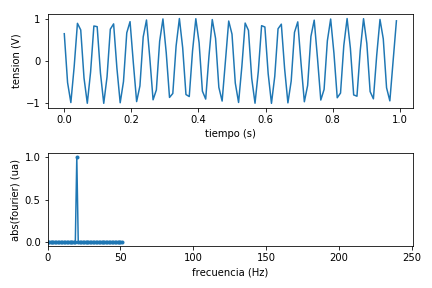 tension (V)
1
0
−1
0.0 0.2 0.4 0.6 0.8 1.0
tiempo (s)
abs(fourier) (ua)
1.0
0.5
0.0
0 50 100 150 200 250
frecuencia (Hz)